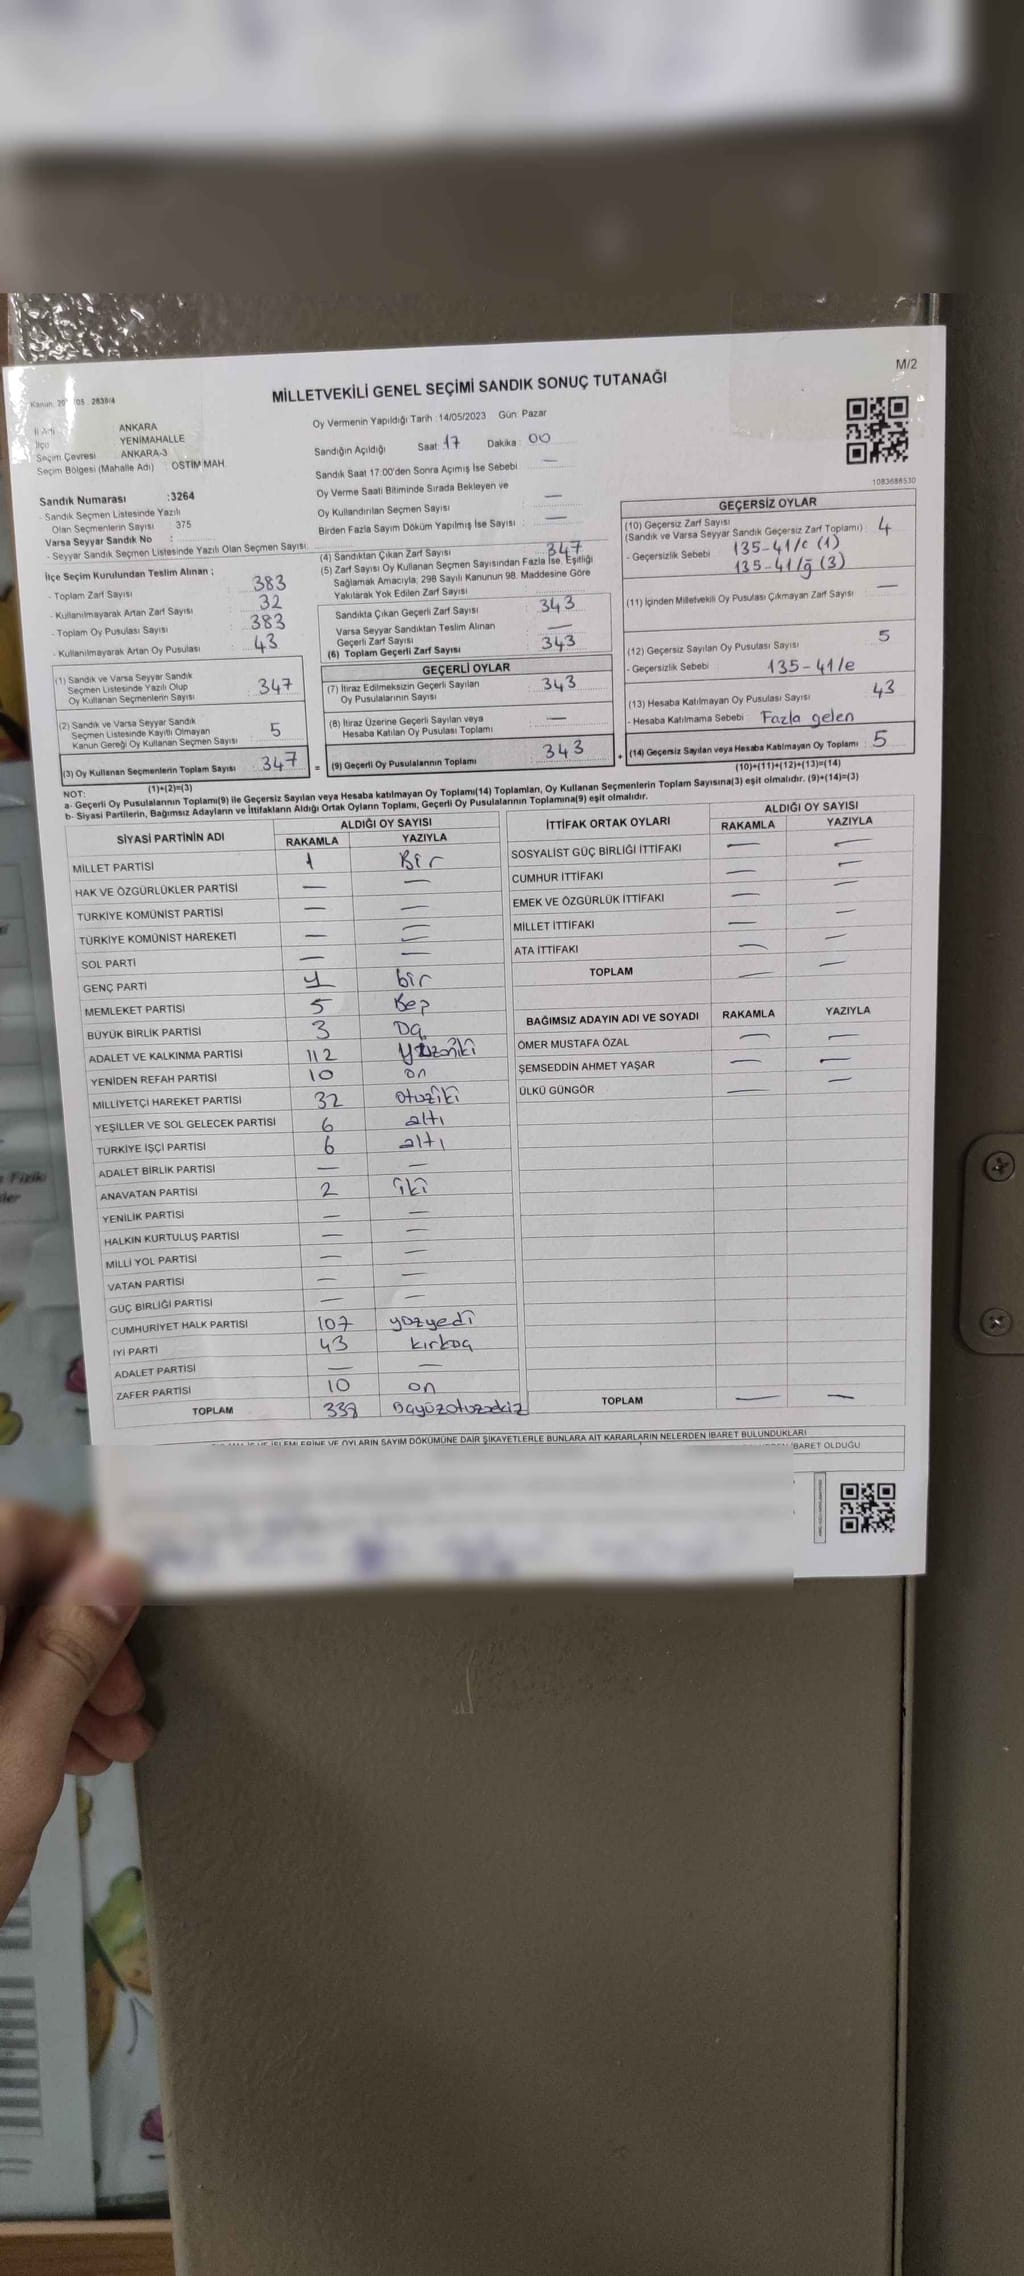 M/2
MİLLETVEKİLİ GENEL SEÇİMİ SANDIK SONUÇ TUTANAĞI
ANKARA
İlçe YENİMAHALLE
Seçim Çevresi ANKARA-3
Seçim Bölgesi (Mahalle Adı) : OSTİM MAH.
Oy Vermenin Yapıldığı Tarih : 14/05/2023 Gün: Pazar
Sandığın Açıldığı Saat: 17 Dakika : 00
Sandık Saat 17:00'den Sonra Açımış İse Sebebi : —
Oy Verme Saati Bitiminde Sırada Bekleyen ve
Oy Kullandırılan Seçmen Sayısı : —
Birden Fazla Sayım Döküm Yapılmış İse Sayısı : —
1083688530
Sandık Numarası :3264
- Sandık Seçmen Listesinde Yazılı
Olan Seçmenlerin Sayısı : 375
Varsa Seyyar Sandık No :
- Seyyar Sandık Seçmen Listesinde Yazılı Olan Seçmen Sayısı:
İlçe Seçim Kurulundan Teslim Alınan ;
- Toplam Zarf Sayısı : 383
- Kullanılmayarak Artan Zarf Sayısı : 32
- Toplam Oy Pusulası Sayısı : 383
- Kullanılmayarak Artan Oy Pusulası : 43
(4) Sandıktan Çıkan Zarf Sayısı : 347
(5) Zarf Sayısı Oy Kullanan Seçmen Sayısından Fazla İse, Eşitliği
Sağlamak Amacıyla; 298 Sayılı Kanunun 98. Maddesine Göre
Yakılarak Yok Edilen Zarf Sayısı :
Sandıkta Çıkan Geçerli Zarf Sayısı : 343
Varsa Seyyar Sandıktan Teslim Alınan
Geçerli Zarf Sayısı : —
(6) Toplam Geçerli Zarf Sayısı : 343
GEÇERSİZ OYLAR
(10) Geçersiz Zarf Sayısı
(Sandık ve Varsa Seyyar Sandık Geçersiz Zarf Toplamı) : 4
- Geçersizlik Sebebi : 135-41/c (1)
135-41/ğ (3)
(11) İçinden Milletvekili Oy Pusulası Çıkmayan Zarf Sayısı : —
(12) Geçersiz Sayılan Oy Pusulası Sayısı : 5
- Geçersizlik Sebebi : 135-41/e
(13) Hesaba Katılmayan Oy Pusulası Sayısı : 43
- Hesaba Katılmama Sebebi : Fazla gelen
(14) Geçersiz Sayılan veya Hesaba Katılmayan Oy Toplamı : 5
(10)+(11)+(12)+(13)=(14)
(1) Sandık ve Varsa Seyyar Sandık
Seçmen Listesinde Yazılı Olup
Oy Kullanan Seçmenlerin Sayısı : 347
(2) Sandık ve Varsa Seyyar Sandık
Seçmen Listesinde Kayıtlı Olmayan
Kanun Gereği Oy Kullanan Seçmen Sayısı : 5
(3) Oy Kullanan Seçmenlerin Toplam Sayısı : 347
(1)+(2)=(3)
GEÇERLİ OYLAR
(7) İtiraz Edilmeksizin Geçerli Sayılan
Oy Pusulalarının Sayısı : 343
(8) İtiraz Üzerine Geçerli Sayılan veya
Hesaba Katılan Oy Pusulası Toplamı : —
(9) Geçerli Oy Pusulalarının Toplamı : 343
NOT:
a- Geçerli Oy Pusulalarının Toplamı(9) ile Geçersiz Sayılan veya Hesaba katılmayan Oy Toplamı(14) Toplamları, Oy Kullanan Seçmenlerin Toplam Sayısına(3) eşit olmalıdır. (9)+(14)=(3)
b- Siyasi Partilerin, Bağımsız Adayların ve İttifakların Aldığı Ortak Oyların Toplamı, Geçerli Oy Pusulalarının Toplamına(9) eşit olmalıdır.
SİYASİ PARTİNİN ADI ALDIĞI OY SAYISI
RAKAMLA YAZIYLA
MİLLET PARTİSİ 1 Bir
HAK VE ÖZGÜRLÜKLER PARTİSİ — —
TÜRKİYE KOMÜNİST PARTİSİ — —
TÜRKİYE KOMÜNİST HAREKETİ — —
SOL PARTİ — —
GENÇ PARTİ 1 bir
MEMLEKET PARTİSİ 5 Beş
BÜYÜK BİRLİK PARTİSİ 3 Üç
ADALET VE KALKINMA PARTİSİ 112 yüzoniki
YENİDEN REFAH PARTİSİ 10 on
MİLLİYETÇİ HAREKET PARTİSİ 32 otuziki
YEŞİLLER VE SOL GELECEK PARTİSİ 6 altı
TÜRKİYE İŞÇİ PARTİSİ 6 altı
ADALET BİRLİK PARTİSİ — —
ANAVATAN PARTİSİ 2 iki
YENİLİK PARTİSİ — —
HALKIN KURTULUŞ PARTİSİ — —
MİLLİ YOL PARTİSİ — —
VATAN PARTİSİ — —
GÜÇ BİRLİĞİ PARTİSİ — —
CUMHURİYET HALK PARTİSİ 107 yüzyedi
İYİ PARTİ 43 kırküç
ADALET PARTİSİ — —
ZAFER PARTİSİ 10 on
TOPLAM 338 üçyüzotuzsekiz
İTTİFAK ORTAK OYLARI ALDIĞI OY SAYISI
RAKAMLA YAZIYLA
SOSYALİST GÜÇ BİRLİĞİ İTTİFAKI — —
CUMHUR İTTİFAKI — —
EMEK VE ÖZGÜRLÜK İTTİFAKI — —
MİLLET İTTİFAKI — —
ATA İTTİFAKI — —
TOPLAM — —
BAĞIMSIZ ADAYIN ADI VE SOYADI RAKAMLA YAZIYLA
ÖMER MUSTAFA ÖZAL — —
ŞEMSEDDİN AHMET YAŞAR — —
ÜLKÜ GÜNGÖR — —
TOPLAM — —
OYLARIN SAYIM DÖKÜMÜNE DAİR ŞİKAYETLERLE BUNLARA AİT KARARLARIN NELERDEN İBARET BULUNDUKLARI
İBARET OLDUĞU